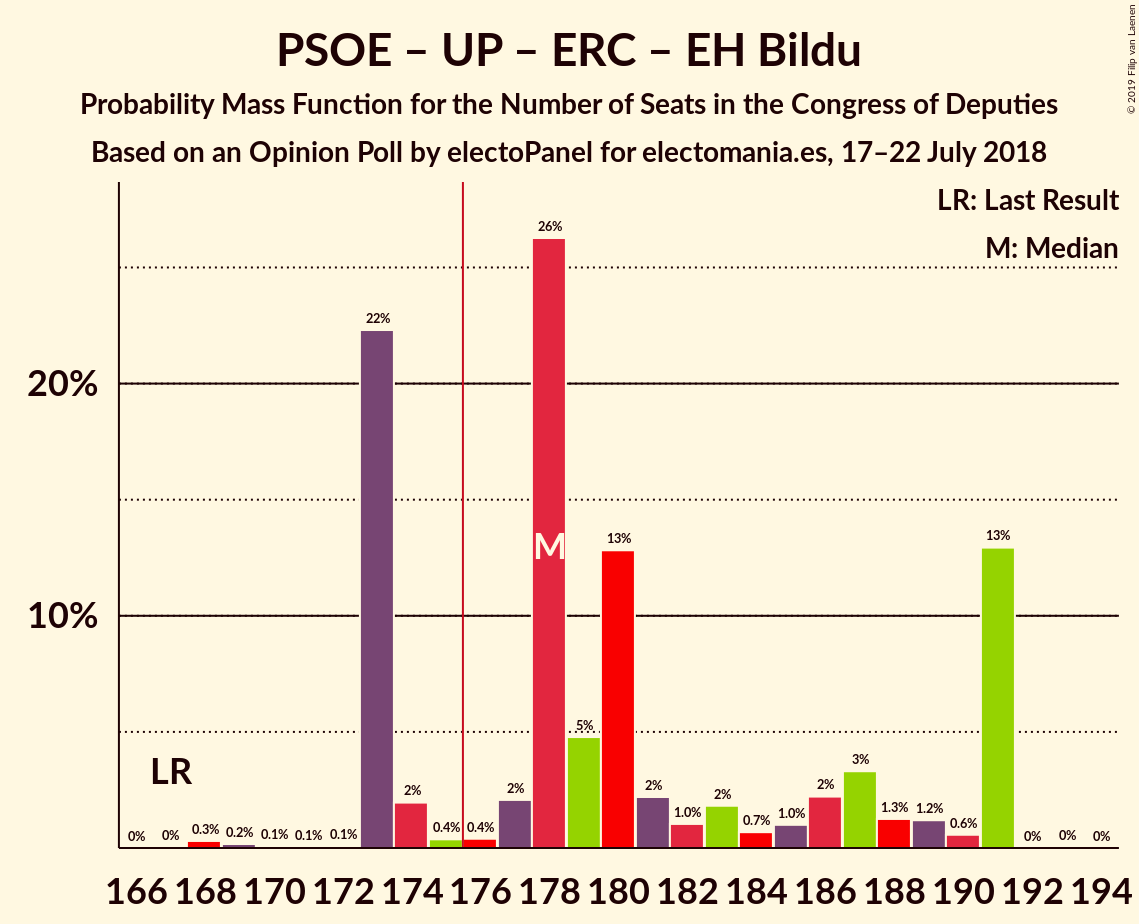 PSOE – UP – ERC – EH Bildu
Probability Mass Function for the Number of Seats in the Congress of Deputies
Based on an Opinion Poll by electoPanel for electomania.es, 17–22 July 2018
© 2019 Filip van Laenen
LR: Last Result
M: Median
20%
10%
LR
M
0% 0% 0.3% 0.2% 0.1% 0.1% 0.1% 22% 2% 0.4% 0.4% 2% 26% 5% 13% 2% 1.0% 2% 0.7% 1.0% 2% 3% 1.3% 1.2% 0.6% 13% 0% 0% 0%
166 168 170 172 174 176 178 180 182 184 186 188 190 192 194